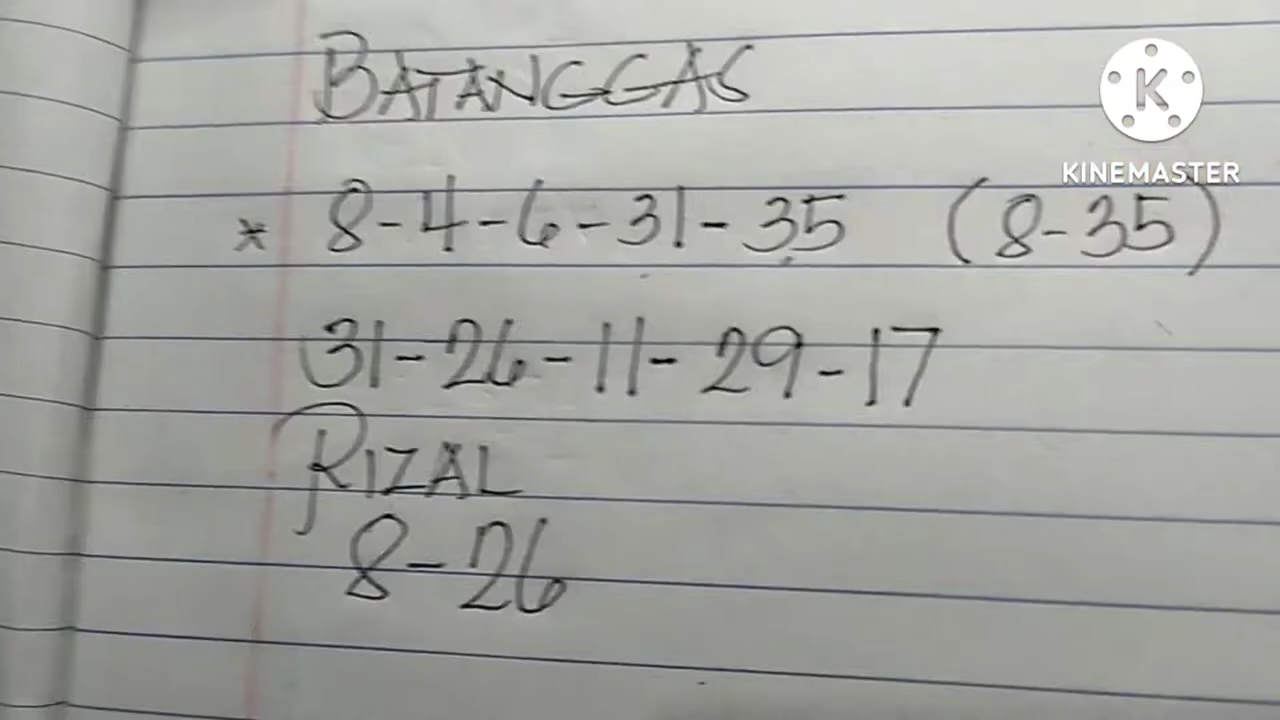 BATANGGAS
K
KINEMASTER
* 8-4-6-31-35 (8-35)
31-26-11-29-17
RIZAL
8-26